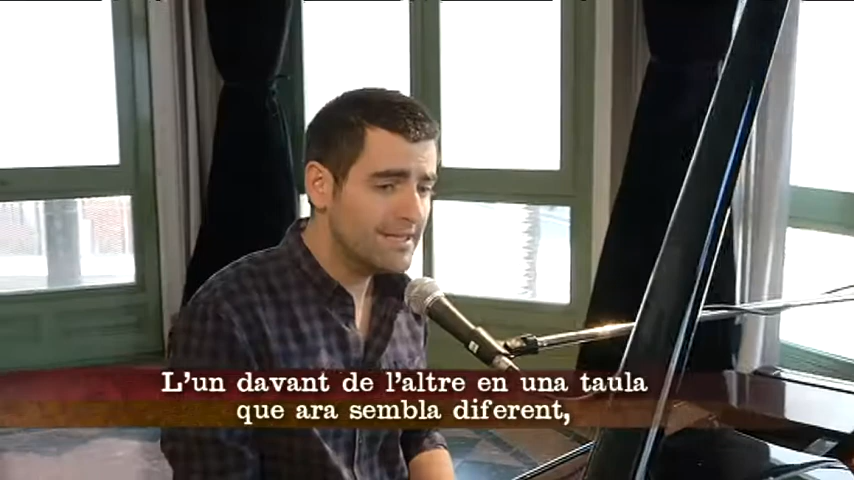 L'un davant de l'altre en una taula
que ara sembla diferent,